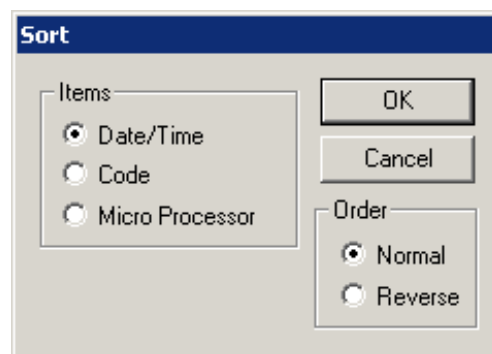 Sort
Items
Date/Time
Code
Micro Processor
OK
Cancel
Order
Normal
Reverse